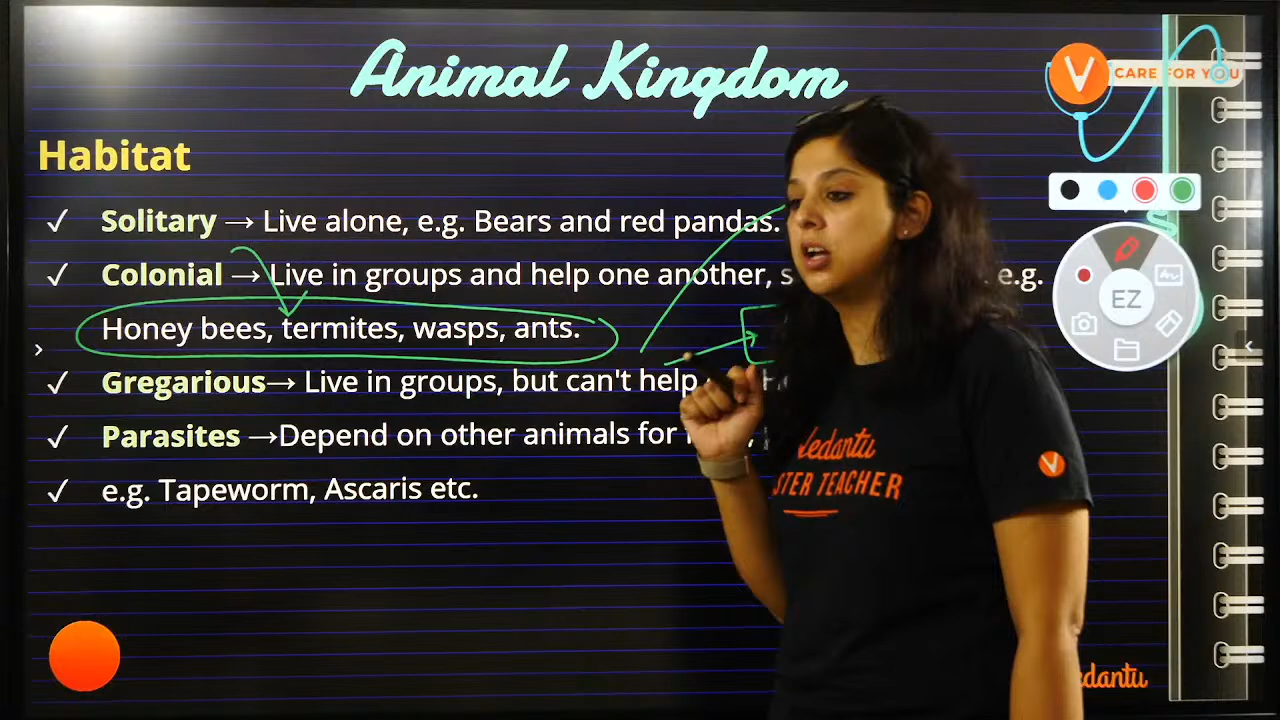 Animal Kingdom
CARE FOR YOU
Habitat
✓ Solitary → Live alone, e.g. Bears and red pandas.
✓ Colonial → Live in groups and help one another, e.g.
Honey bees, termites, wasps, ants.
✓ Gregarious→ Live in groups, but can't help
✓ Parasites →Depend on other animals for
✓ e.g. Tapeworm, Ascaris etc.
EZ
Vedantu
STER TEACHER
edantu